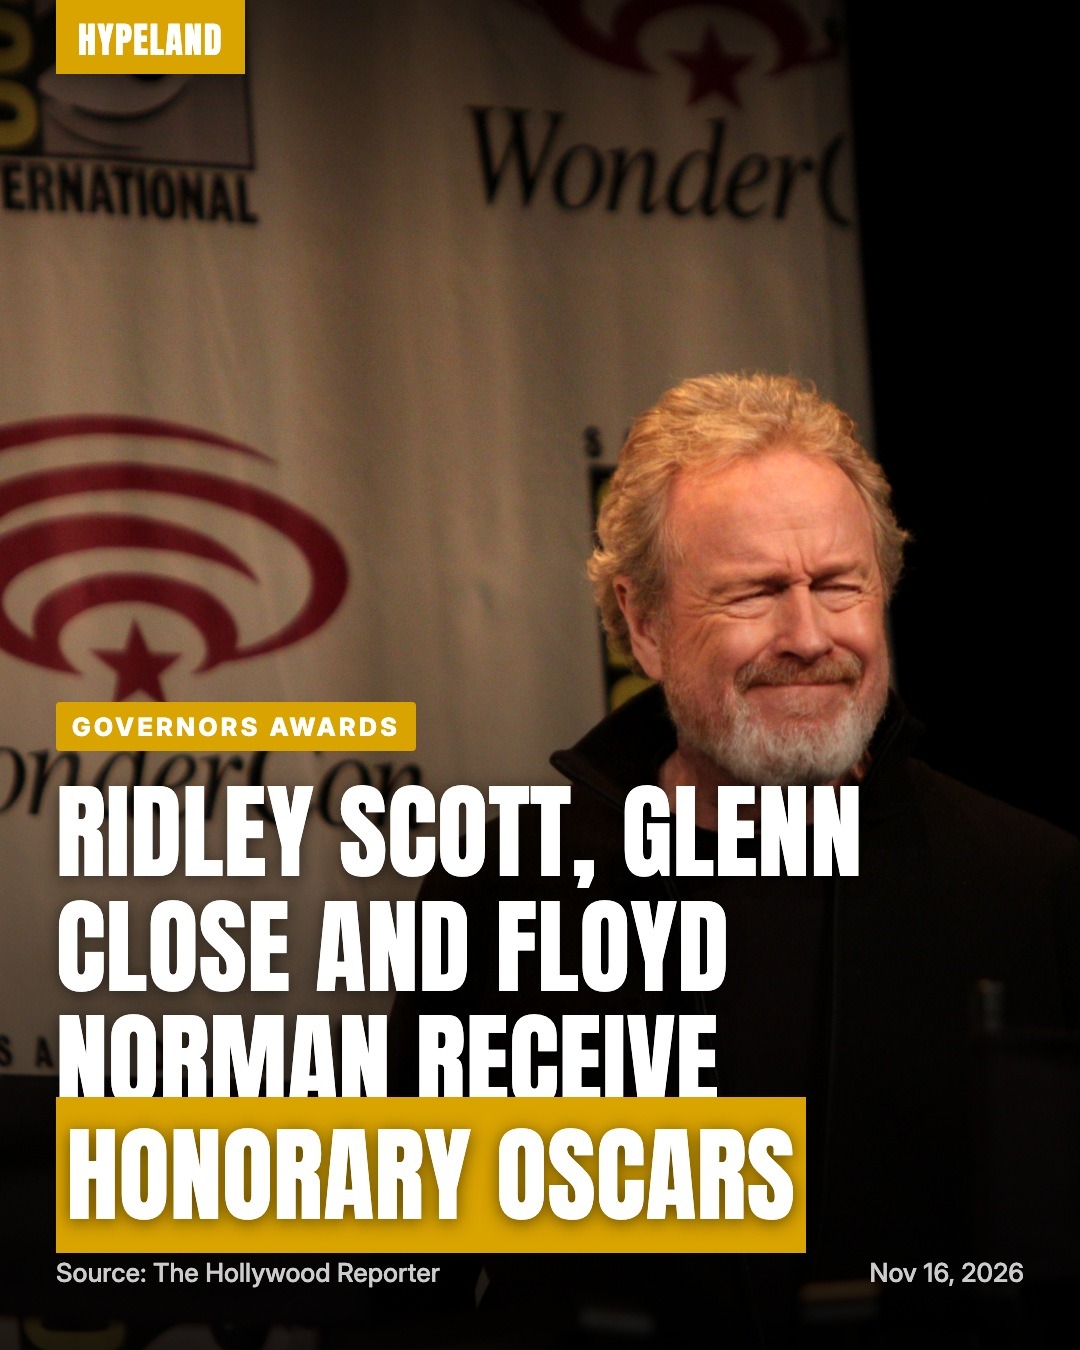 HYPELAND
ERNATIONAL
Wonder
GOVERNORS AWARDS
onderCon
RIDLEY SCOTT, GLENN
CLOSE AND FLOYD
NORMAN RECEIVE
HONORARY OSCARS
Source: The Hollywood Reporter
Nov 16, 2026